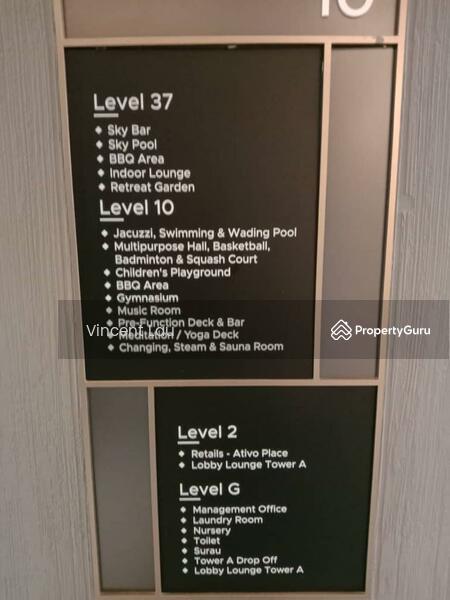 10
Level 37
◆ Sky Bar
◆ Sky Pool
◆ BBQ Area
◆ Indoor Lounge
◆ Retreat Garden
Level 10
◆ Jacuzzi, Swimming & Wading Pool
◆ Multipurpose Hall, Basketball,
Badminton & Squash Court
◆ Children's Playground
◆ BBQ Area
◆ Gymnasium
◆ Music Room
◆ Pre-Function Deck & Bar
◆ Meditation / Yoga Deck
◆ Changing, Steam & Sauna Room
Vincent Ldu
PropertyGuru
Level 2
◆ Retails - Ativo Place
◆ Lobby Lounge Tower A
Level G
◆ Management Office
◆ Laundry Room
◆ Nursery
◆ Toilet
◆ Surau
◆ Tower A Drop Off
◆ Lobby Lounge Tower A